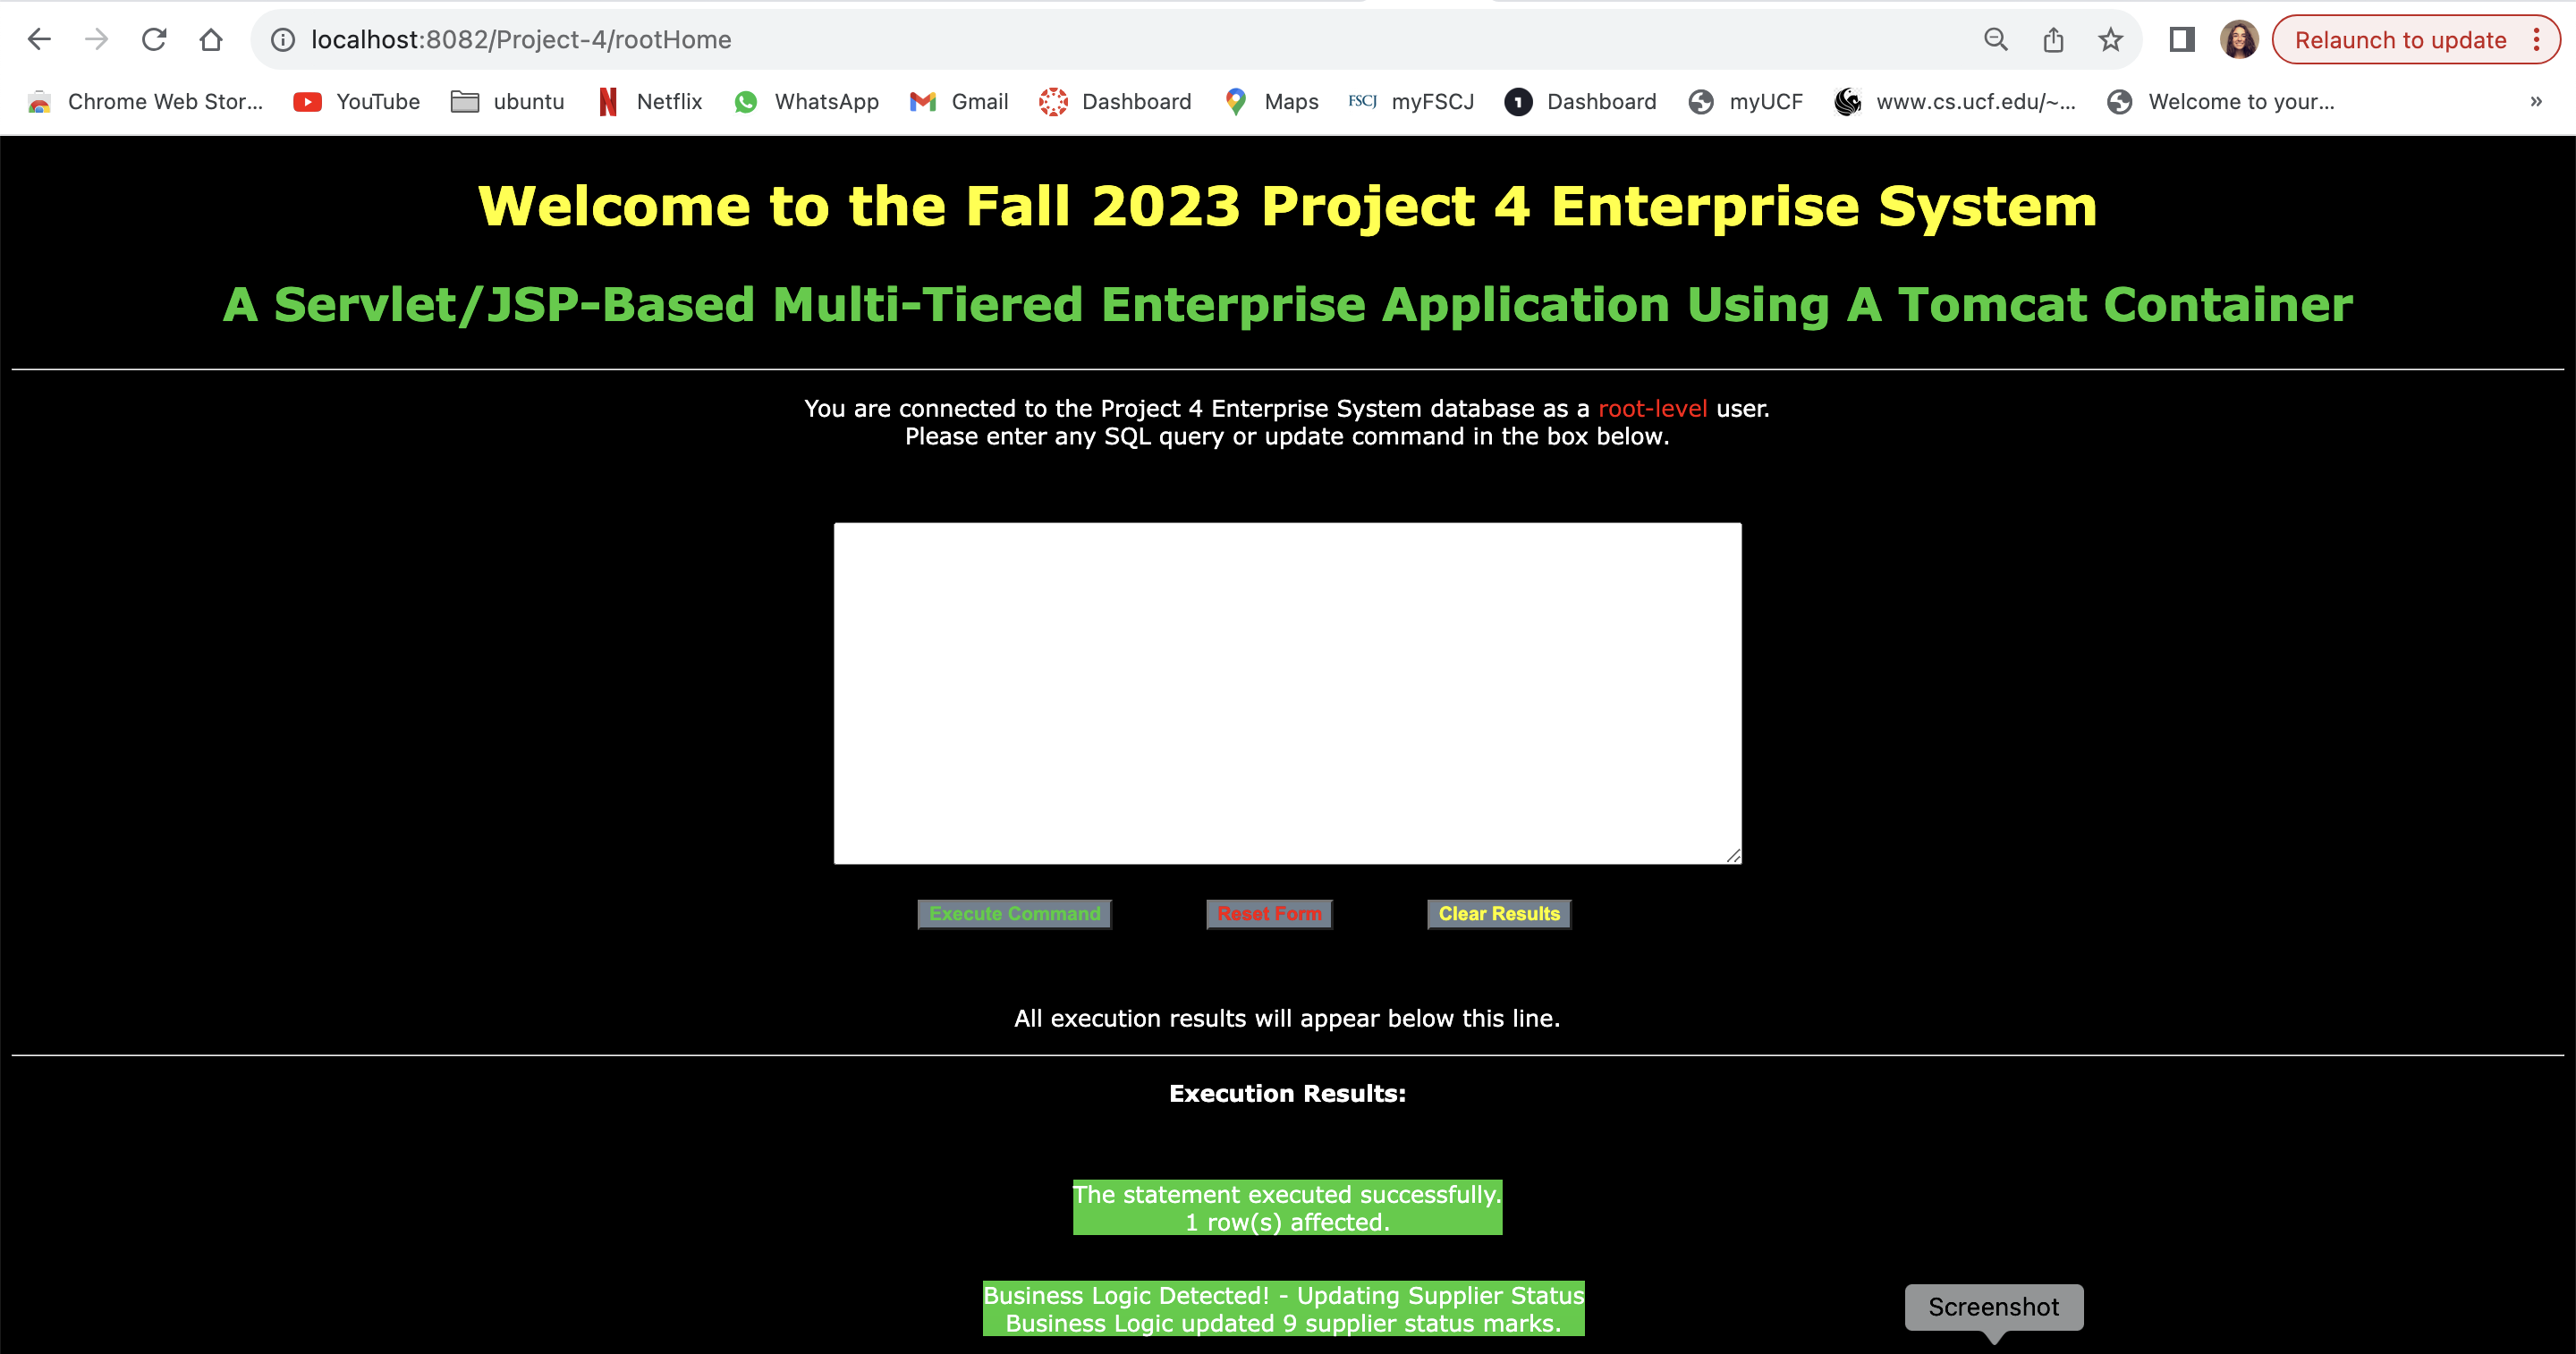 localhost:8082/Project-4/rootHome
Relaunch to update
Chrome Web Stor... YouTube ubuntu Netflix WhatsApp Gmail Dashboard Maps FSCJ myFSCJ 1 Dashboard myUCF www.cs.ucf.edu/~... Welcome to your... »
Welcome to the Fall 2023 Project 4 Enterprise System
A Servlet/JSP-Based Multi-Tiered Enterprise Application Using A Tomcat Container
You are connected to the Project 4 Enterprise System database as a root-level user.
Please enter any SQL query or update command in the box below.
Execute Command Reset Form Clear Results
All execution results will appear below this line.
Execution Results:
The statement executed successfully.
1 row(s) affected.
Business Logic Detected! - Updating Supplier Status
Business Logic updated 9 supplier status marks.
Screenshot